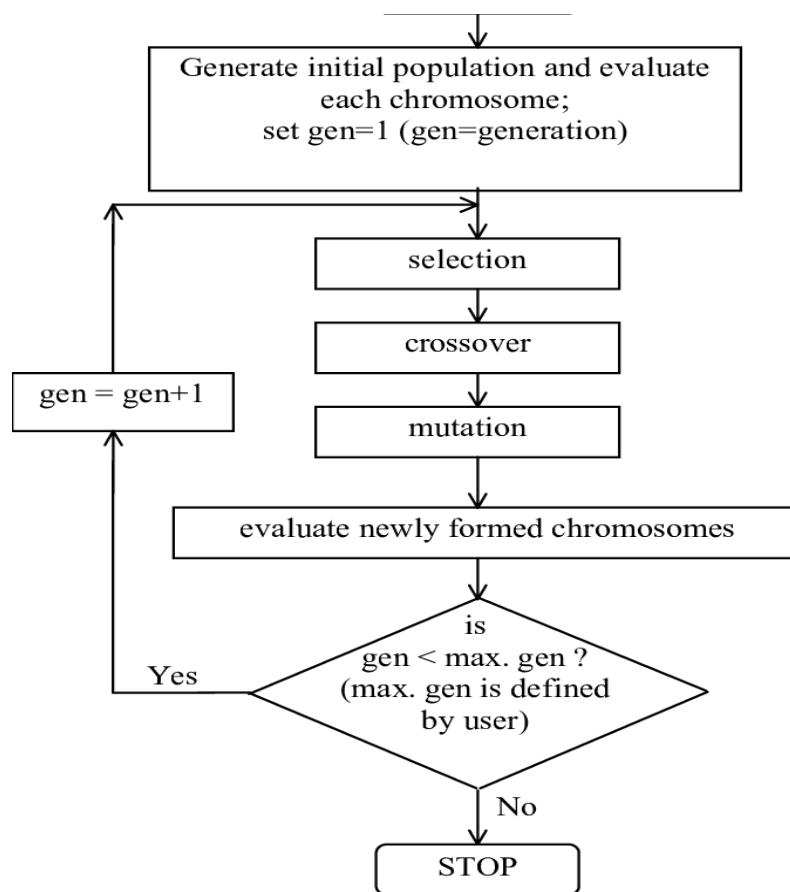 Generate initial population and evaluate
each chromosome;
set gen=1 (gen=generation)
selection
crossover
gen = gen+1
mutation
evaluate newly formed chromosomes
is
gen < max. gen ?
(max. gen is defined
by user)
Yes
No
STOP